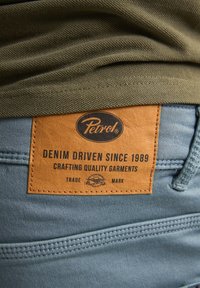 Petrol
DENIM DRIVEN SINCE 1989
CRAFTING QUALITY GARMENTS
TRADE MARK